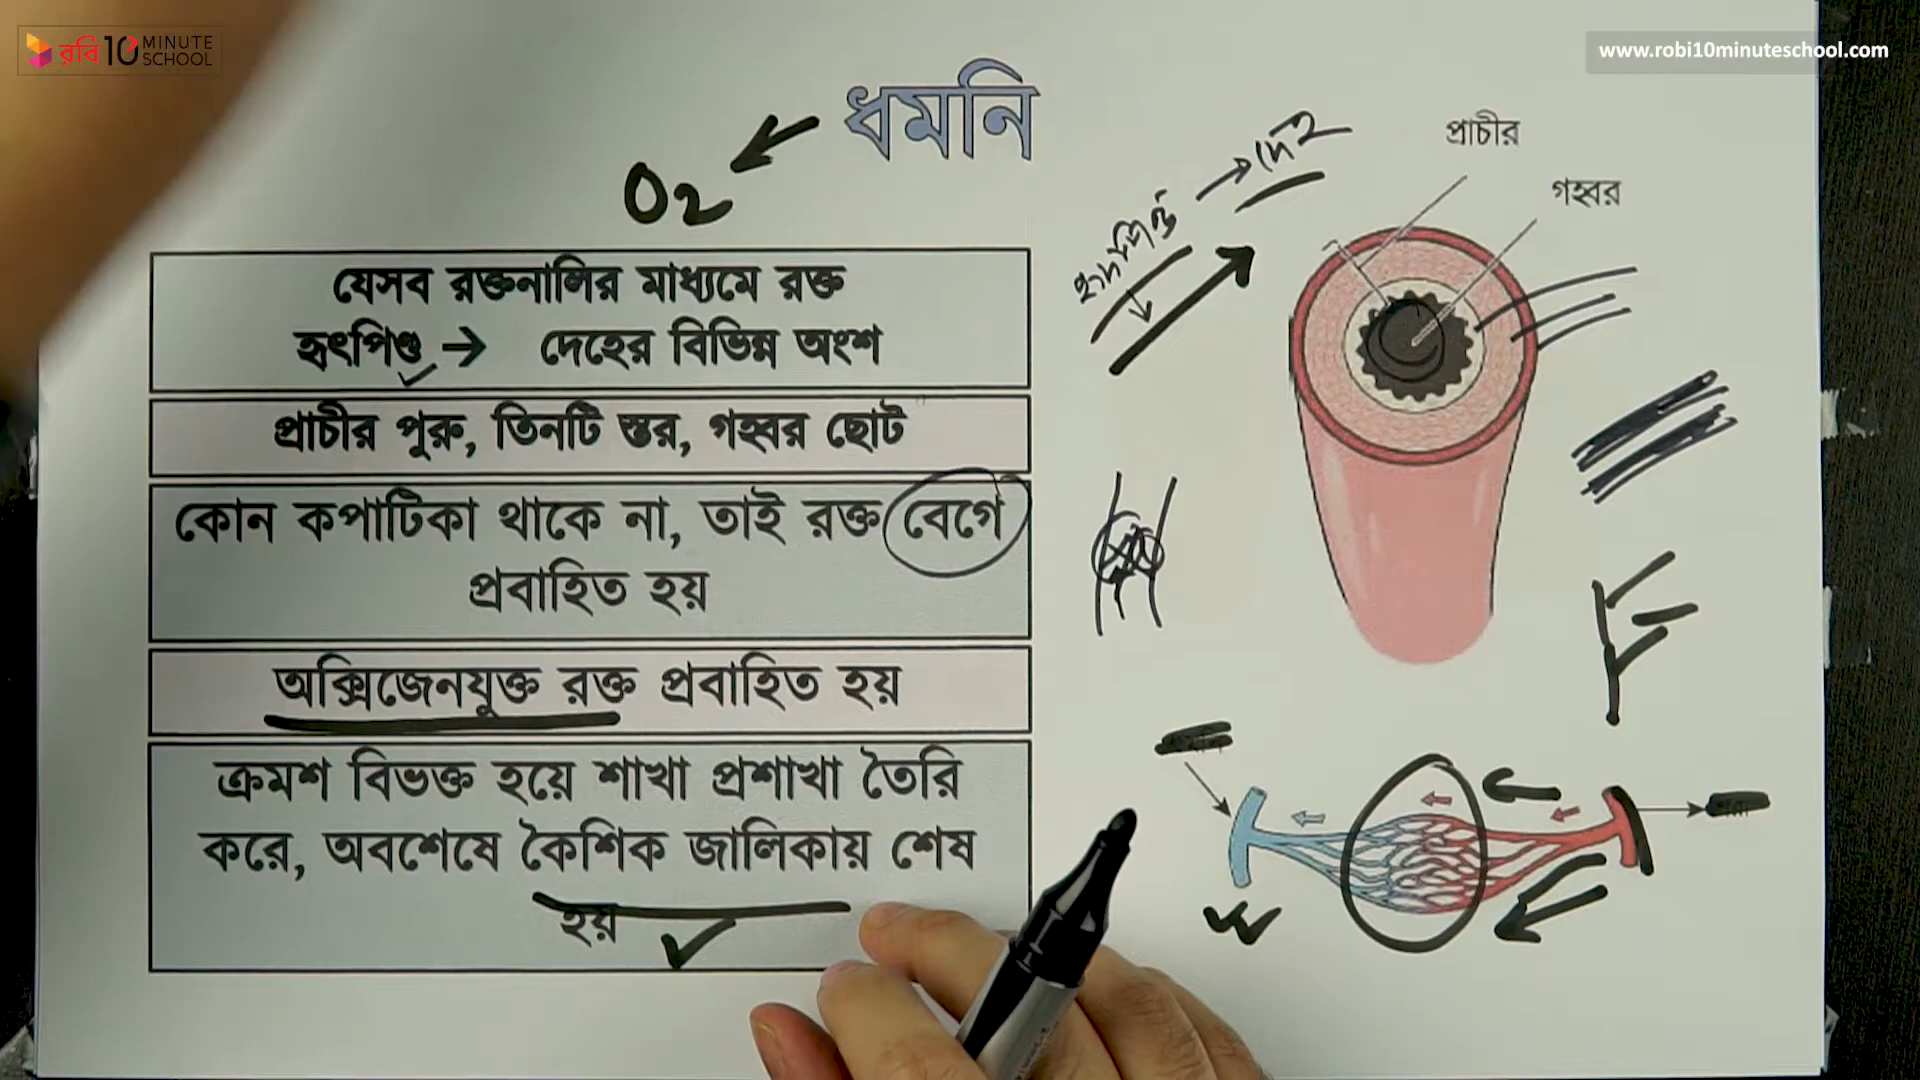 রবি 10 MINUTE SCHOOL
www.robi10minuteschool.com
ধমনি
O2
যেসব রক্তনালির মাধ্যমে রক্ত
হৃৎপিণ্ড → দেহের বিভিন্ন অংশ
প্রাচীর পুরু, তিনটি স্তর, গহ্বর ছোট
কোন কপাটিকা থাকে না, তাই রক্ত বেগে
প্রবাহিত হয়
অক্সিজেনযুক্ত রক্ত প্রবাহিত হয়
ক্রমশ বিভক্ত হয়ে শাখা প্রশাখা তৈরি
করে, অবশেষে কৈশিক জালিকায় শেষ
হয়
হৃদপিন্ড → দেহ
প্রাচীর
গহ্বর